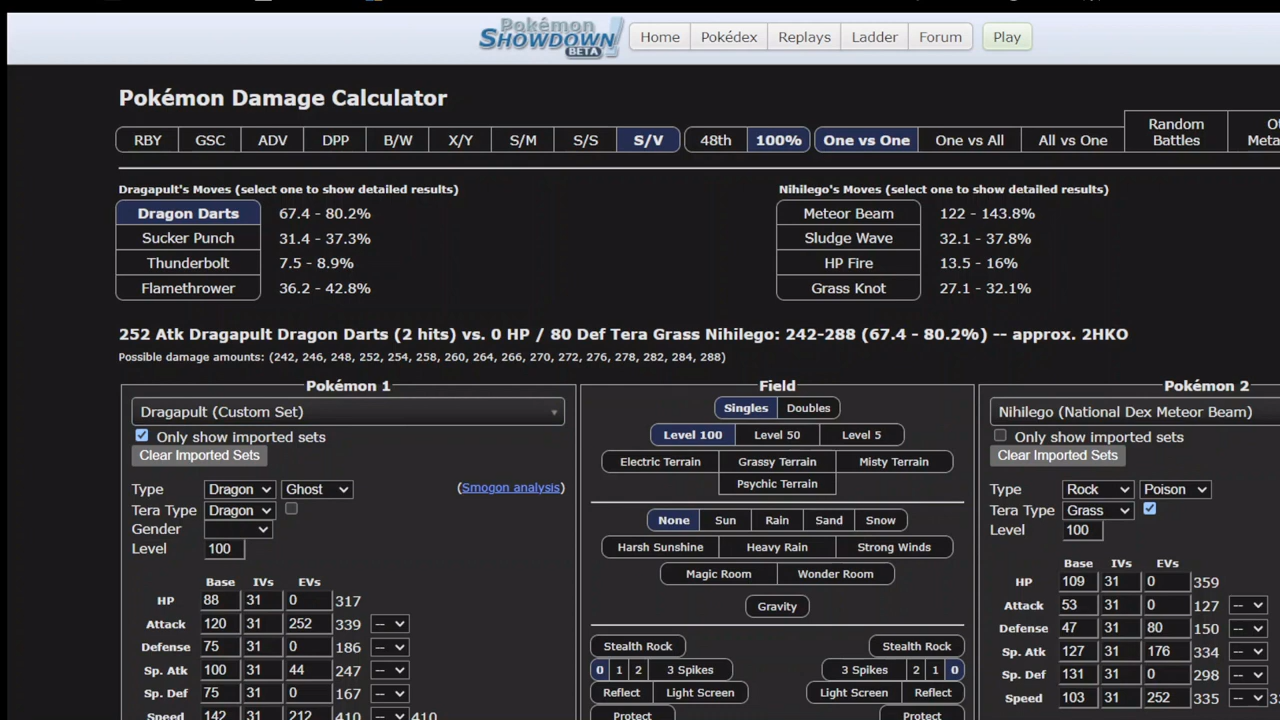 Pokémon
SHOWDOWN!
BETA
Home Pokédex Replays Ladder Forum Play
Pokémon Damage Calculator
RBY GSC ADV DPP B/W X/Y S/M S/S S/V 48th 100% One vs One One vs All All vs One Random Battles
Dragapult's Moves (select one to show detailed results) Nihilego's Moves (select one to show detailed results)
Dragon Darts 67.4 - 80.2% Meteor Beam 122 - 143.8%
Sucker Punch 31.4 - 37.3% Sludge Wave 32.1 - 37.8%
Thunderbolt 7.5 - 8.9% HP Fire 13.5 - 16%
Flamethrower 36.2 - 42.8% Grass Knot 27.1 - 32.1%
252 Atk Dragapult Dragon Darts (2 hits) vs. 0 HP / 80 Def Tera Grass Nihilego: 242-288 (67.4 - 80.2%) -- approx. 2HKO
Possible damage amounts: (242, 246, 248, 252, 254, 258, 260, 264, 266, 270, 272, 276, 278, 282, 284, 288)
Pokémon 1 Field Pokémon 2
Dragapult (Custom Set) Singles Doubles Nihilego (National Dex Meteor Beam)
Only show imported sets Level 100 Level 50 Level 5 Only show imported sets
Clear Imported Sets Electric Terrain Grassy Terrain Misty Terrain Clear Imported Sets
Psychic Terrain
Type Dragon Ghost (Smogon analysis) Type Rock Poison
Tera Type Dragon None Sun Rain Sand Snow Tera Type Grass
Gender Level 100
Level 100 Harsh Sunshine Heavy Rain Strong Winds
Magic Room Wonder Room
Base IVs EVs Base IVs EVs
HP 88 31 0 317 Gravity HP 109 31 0 359
Attack 120 31 252 339 -- Attack 53 31 0 127 --
Defense 75 31 0 186 -- Stealth Rock Stealth Rock Defense 47 31 80 150 --
Sp. Atk 100 31 44 247 -- 0 1 2 3 Spikes 3 Spikes 2 1 0 Sp. Atk 127 31 176 334 --
Sp. Def 75 31 0 167 -- Reflect Light Screen Light Screen Reflect Sp. Def 131 31 0 298 --
Speed 142 31 212 410 -- 410 Protect Protect Speed 103 31 252 335 --